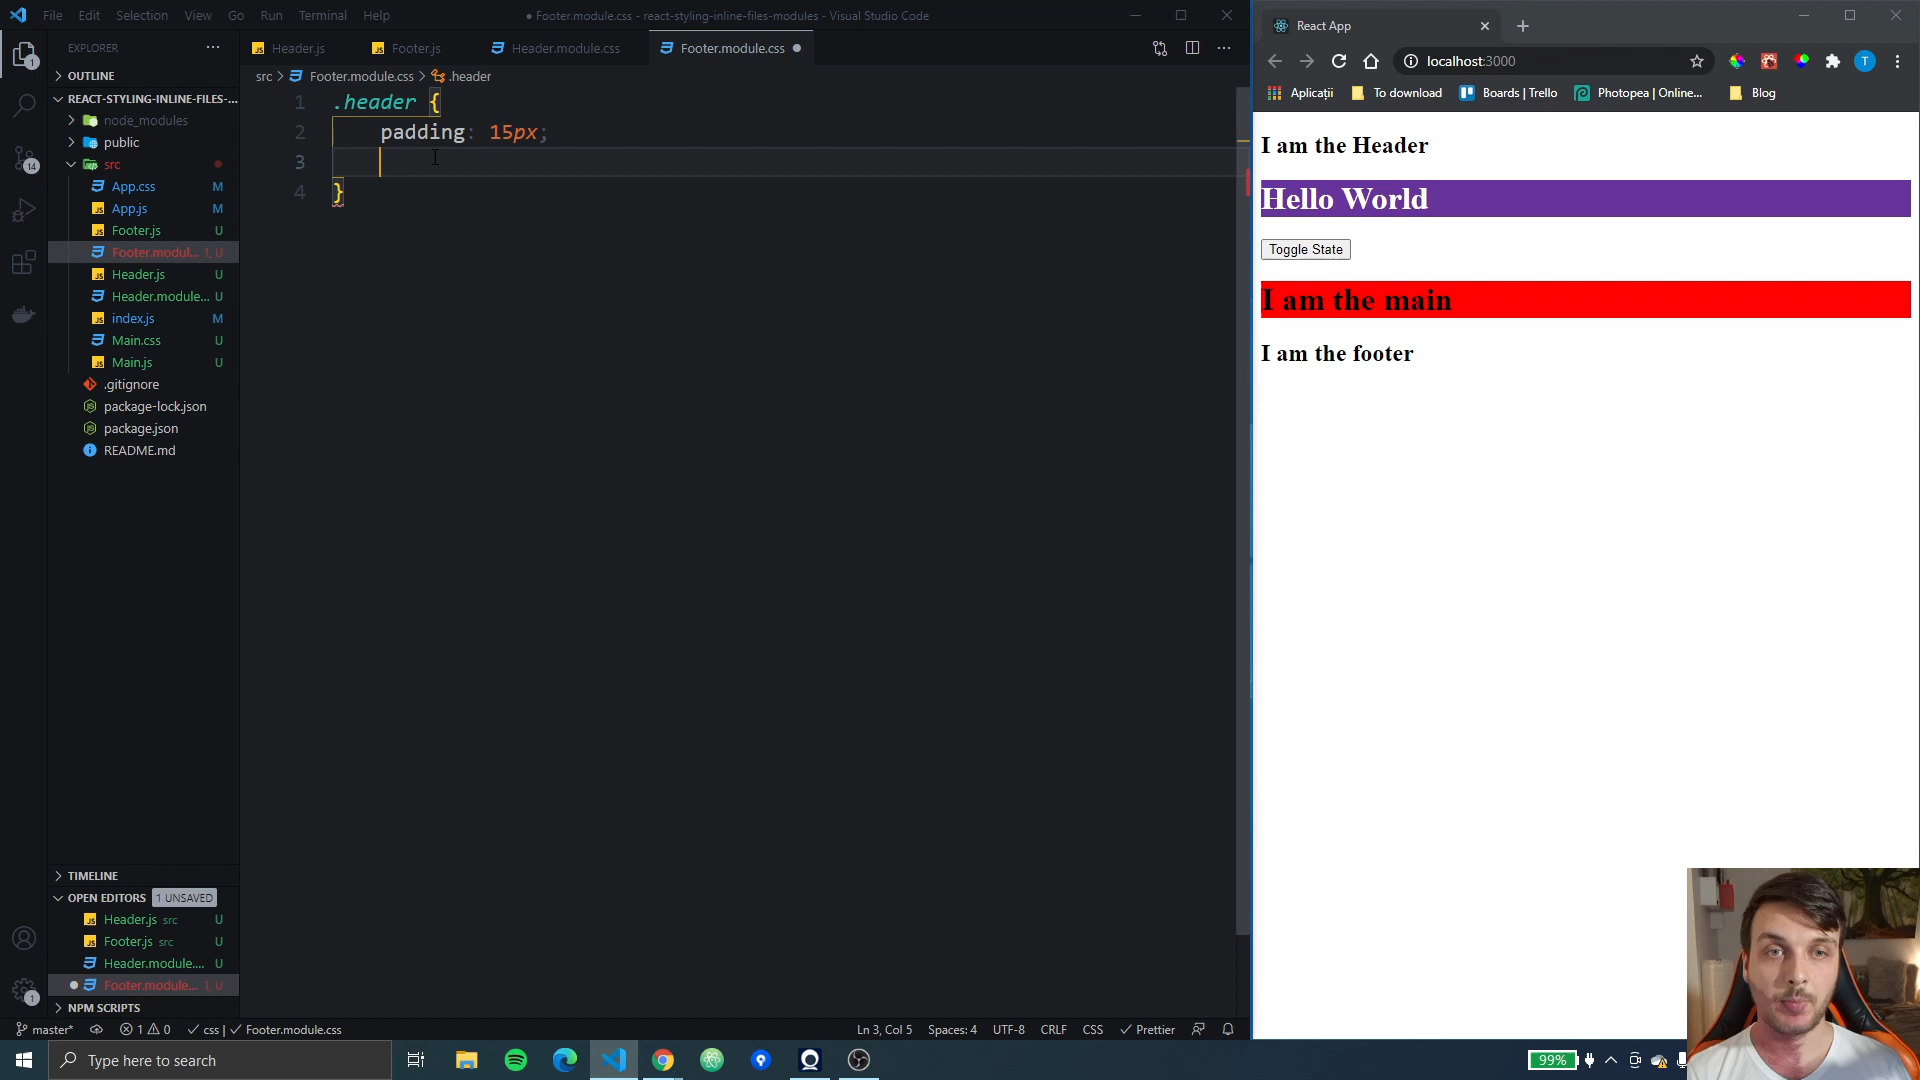 File Edit Selection View Go Run Terminal Help
● Footer.module.css - react-styling-inline-files-modules - Visual Studio Code
EXPLORER
OUTLINE
REACT-STYLING-INLINE-FILES-...
node_modules
public
src
App.css M
App.js M
Footer.js U
Footer.modul... 1, U
Header.js U
Header.module... U
index.js M
Main.css U
Main.js U
.gitignore
package-lock.json
package.json
README.md
TIMELINE
OPEN EDITORS 1 UNSAVED
Header.js src U
Footer.js src U
Header.module.... U
Footer.module... 1, U
NPM SCRIPTS
1
14
1
Header.js Footer.js Header.module.css Footer.module.css
src > Footer.module.css > .header
1 .header {
2 padding: 15px;
3
4 }
master* 1 0 css | Footer.module.css
Ln 3, Col 5 Spaces: 4 UTF-8 CRLF CSS Prettier
Type here to search
99%
React App
localhost:3000
T
Aplicații To download Boards | Trello Photopea | Online... Blog
I am the Header
Hello World
Toggle State
I am the main
I am the footer